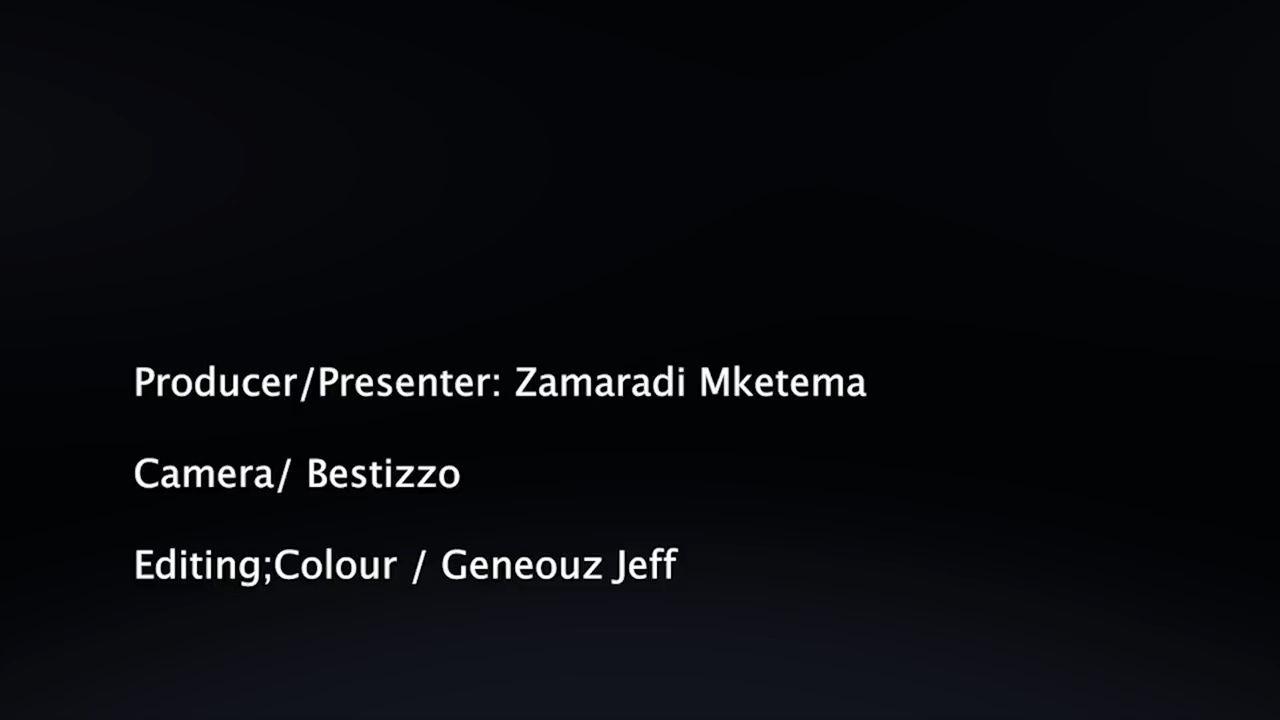 Producer/Presenter: Zamaradi Mketema
Camera/ Bestizzo
Editing;Colour / Geneouz Jeff